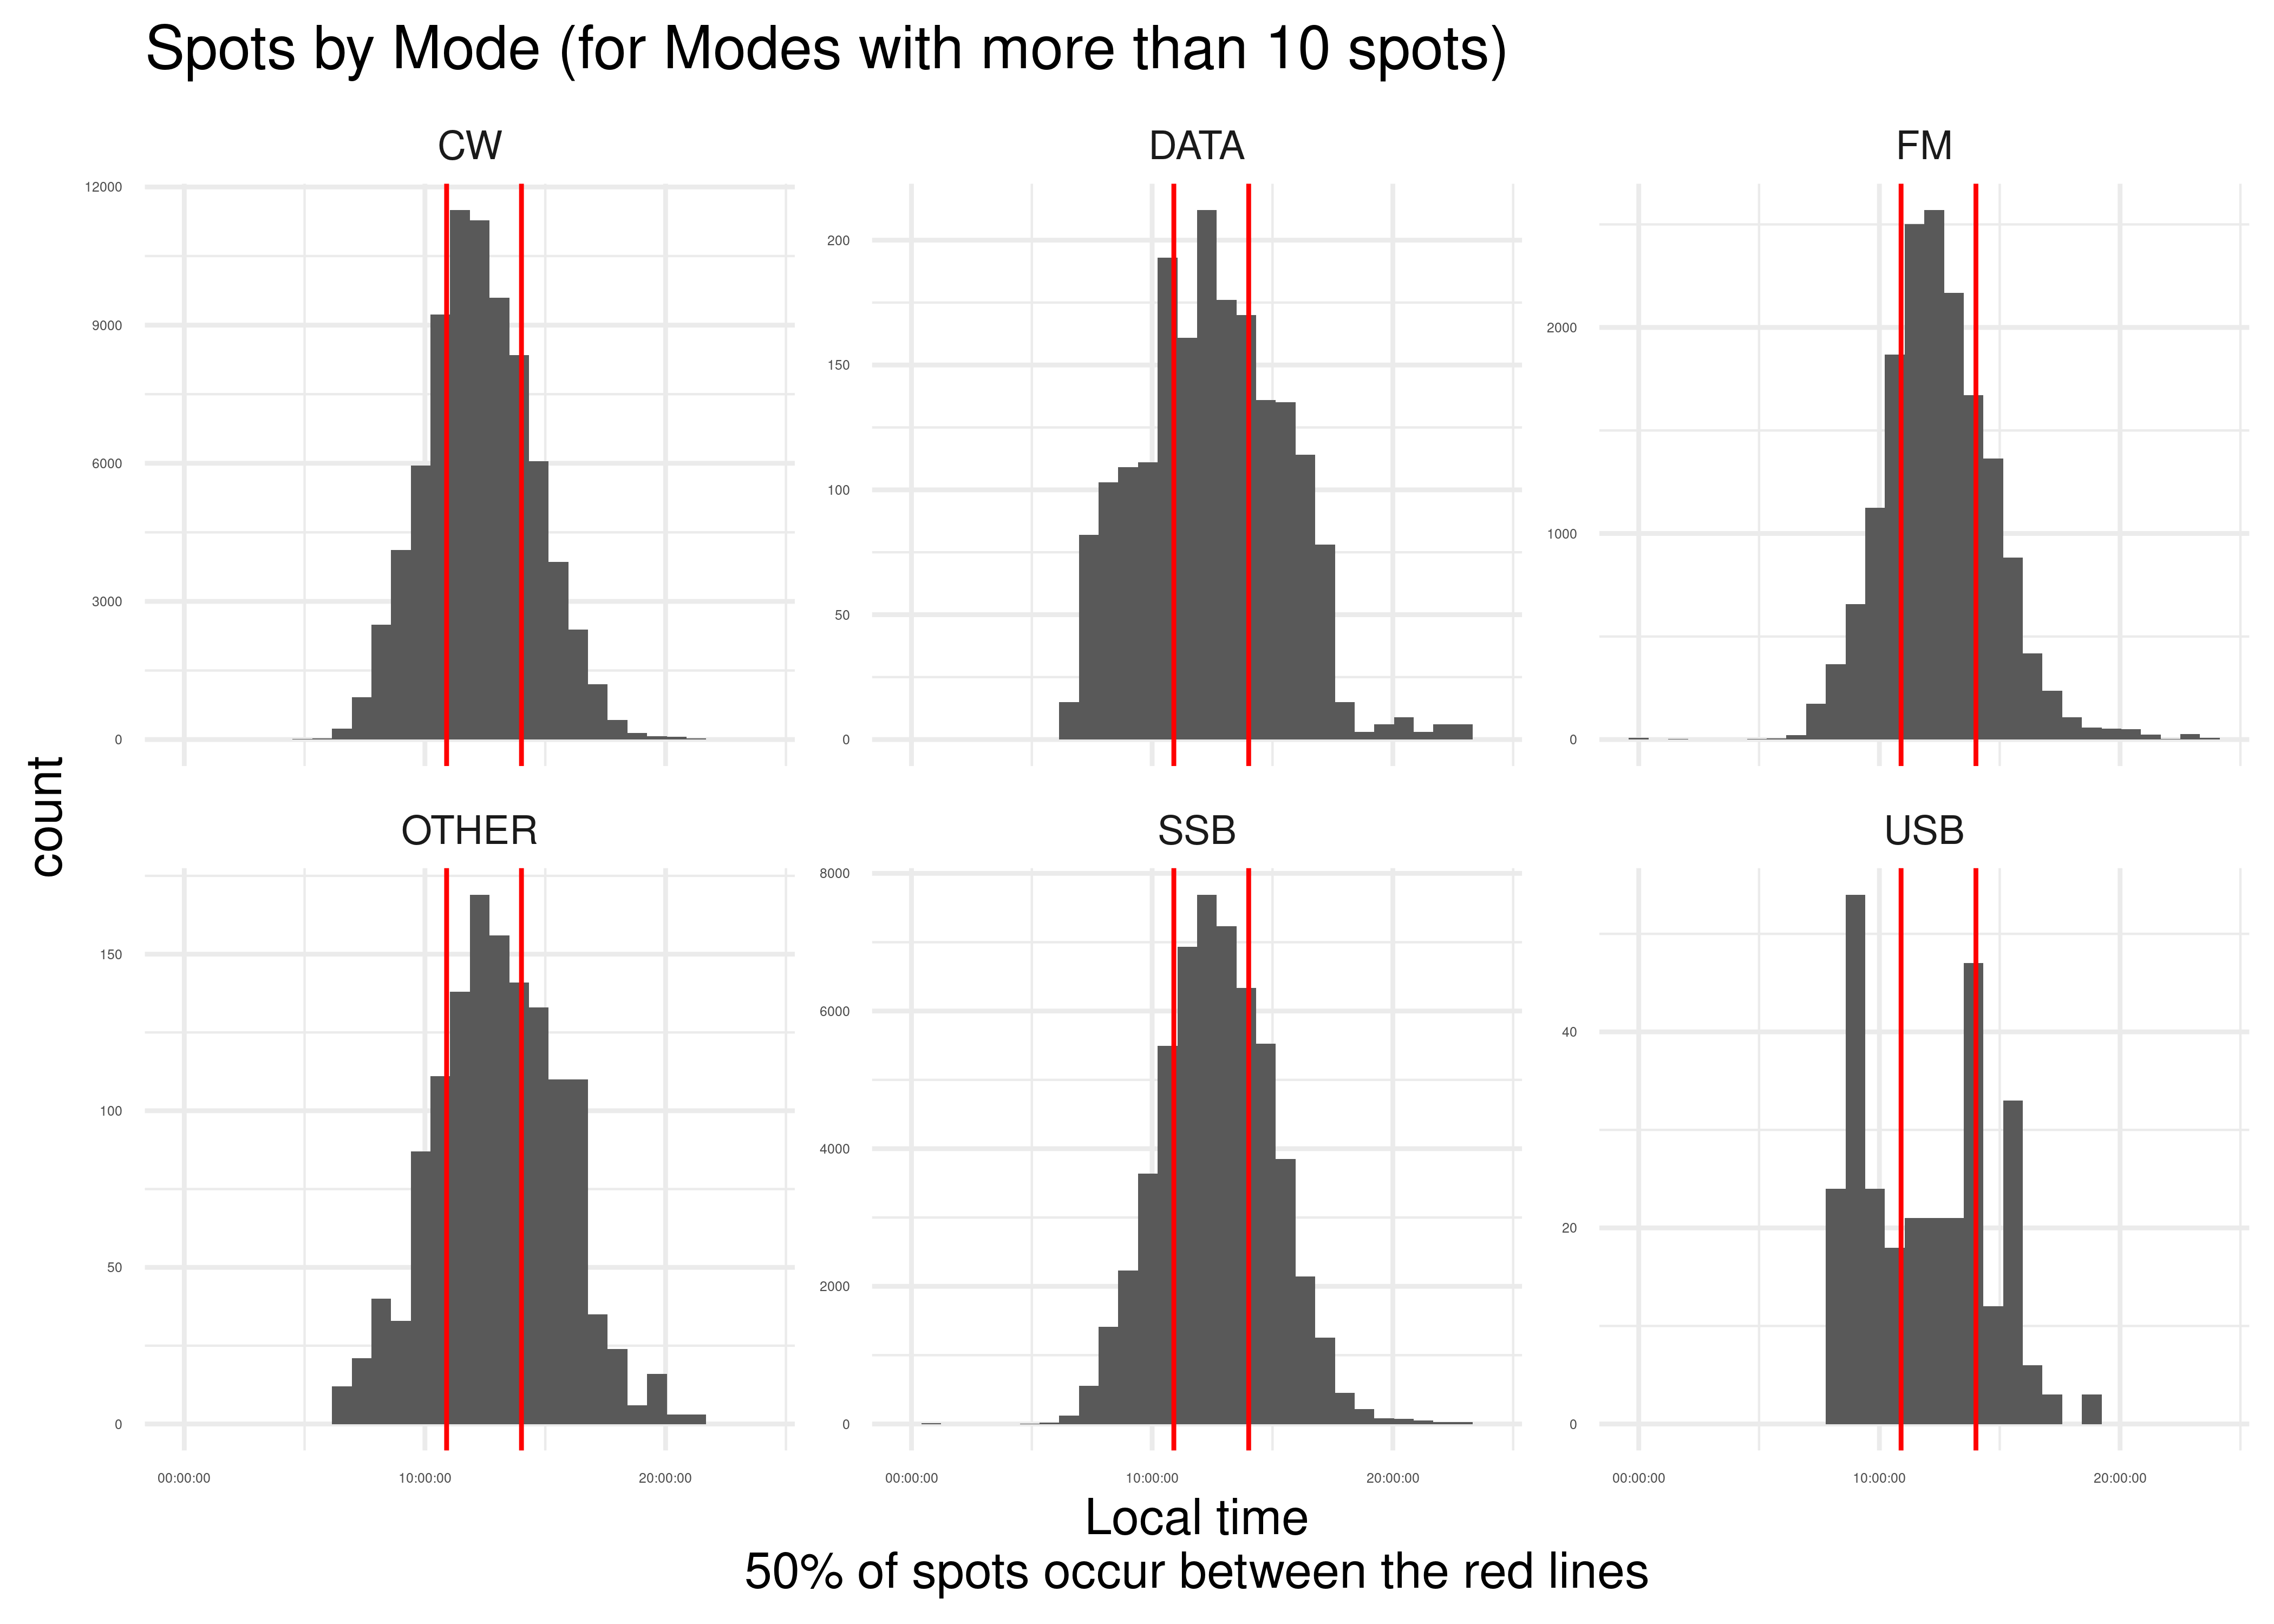 Spots by Mode (for Modes with more than 10 spots)
CW
DATA
FM
12000
9000
6000
3000
0
200
150
100
50
0
2000
1000
0
count
OTHER
SSB
USB
150
100
50
0
8000
6000
4000
2000
0
40
20
0
00:00:00 10:00:00 20:00:00
00:00:00 10:00:00 20:00:00
00:00:00 10:00:00 20:00:00
Local time
50% of spots occur between the red lines